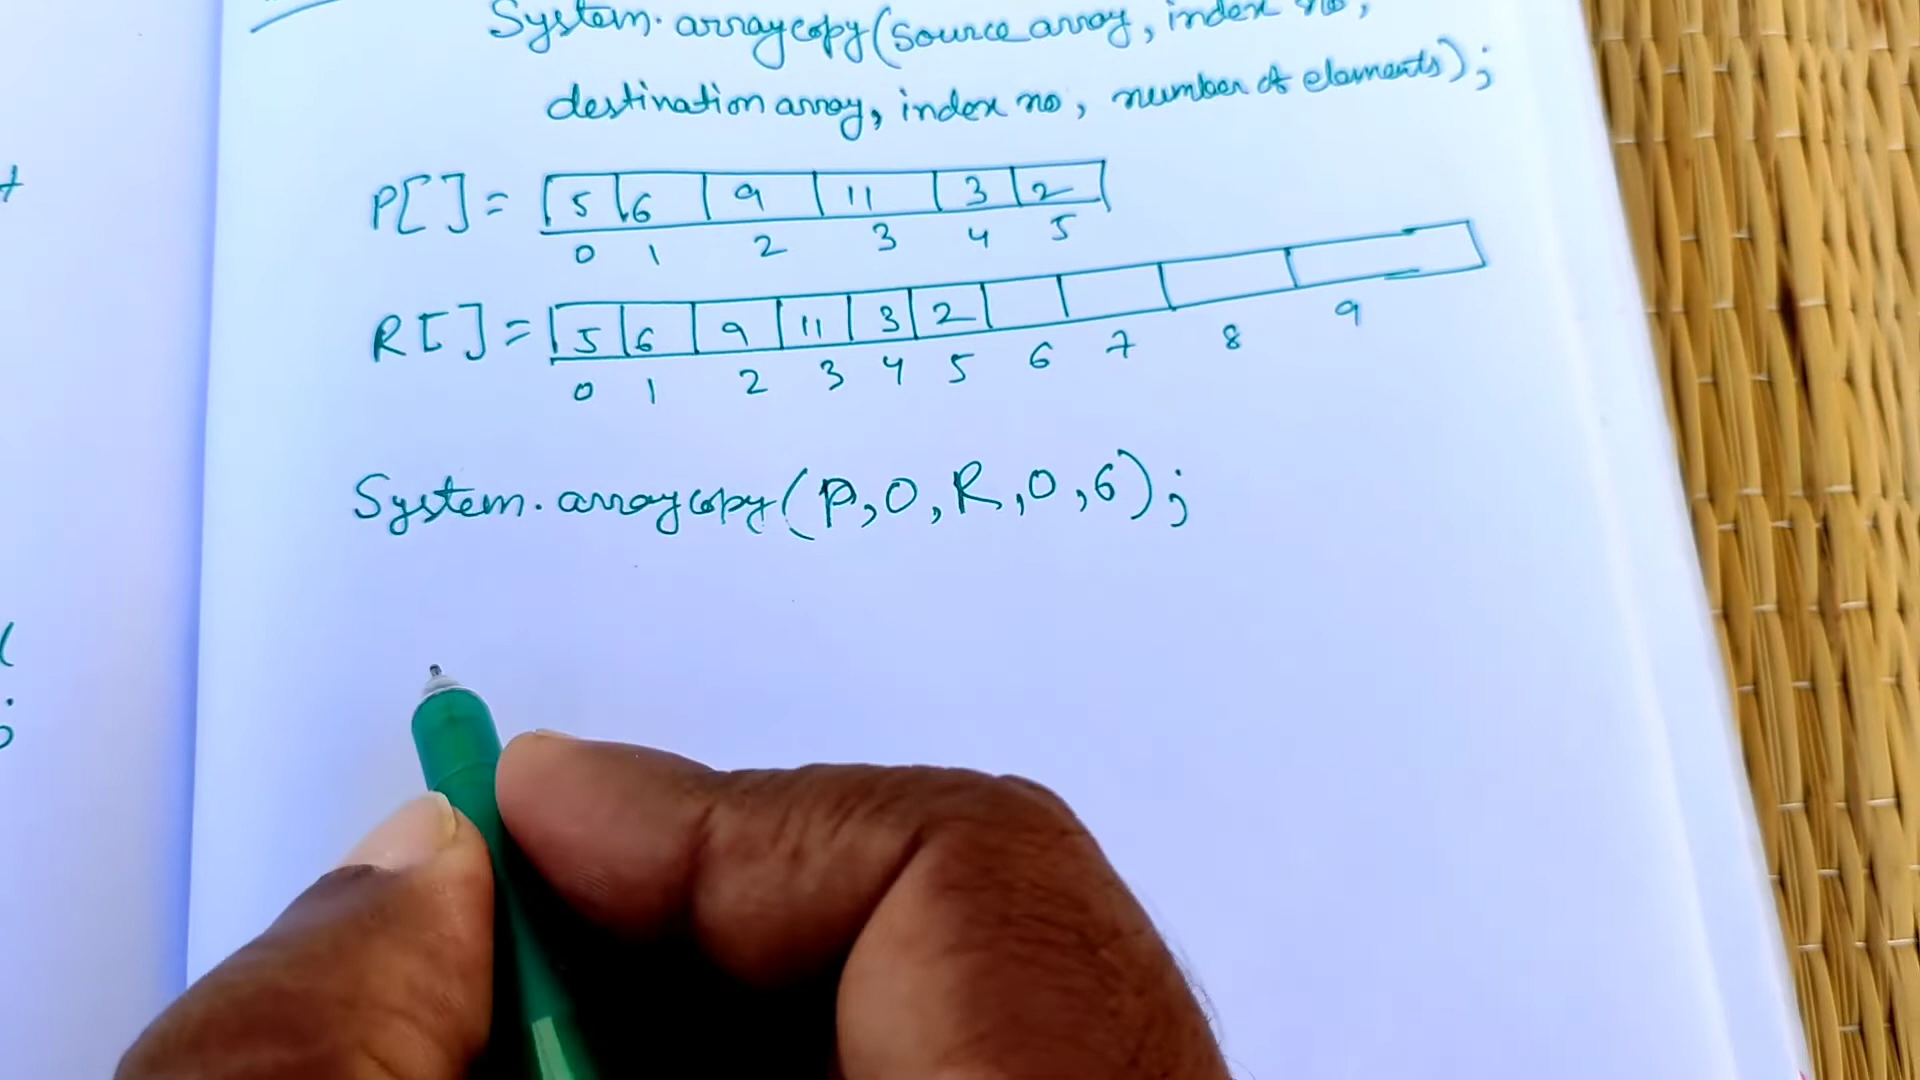 System.arraycopy(Source array, index no,
destination array, index no, number of elements);
P[ ] = 5 6 9 11 3 2
0 1 2 3 4 5
R[ ] = 5 6 9 11 3 2
0 1 2 3 4 5 6 7 8 9
System.arraycopy(P,0,R,0,6);